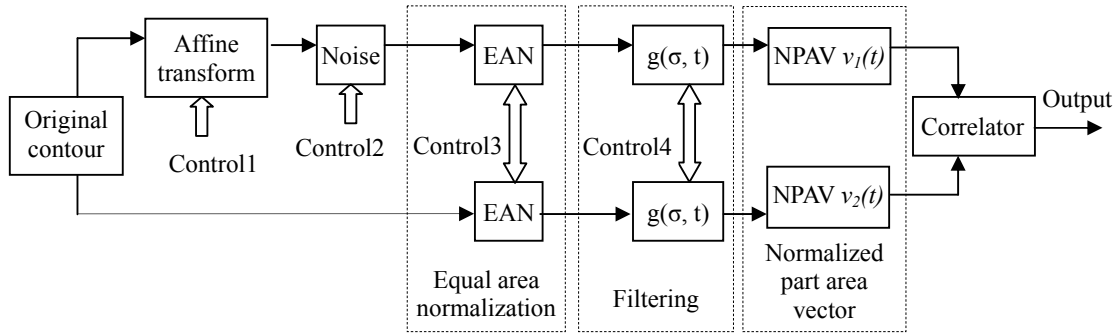 Affine
transform
Noise
EAN
g(σ, t)
NPAV v₁(t)
Original
contour
Control1
Control2
Control3
Control4
Correlator
Output
EAN
g(σ, t)
NPAV v₂(t)
Equal area
normalization
Filtering
Normalized
part area
vector